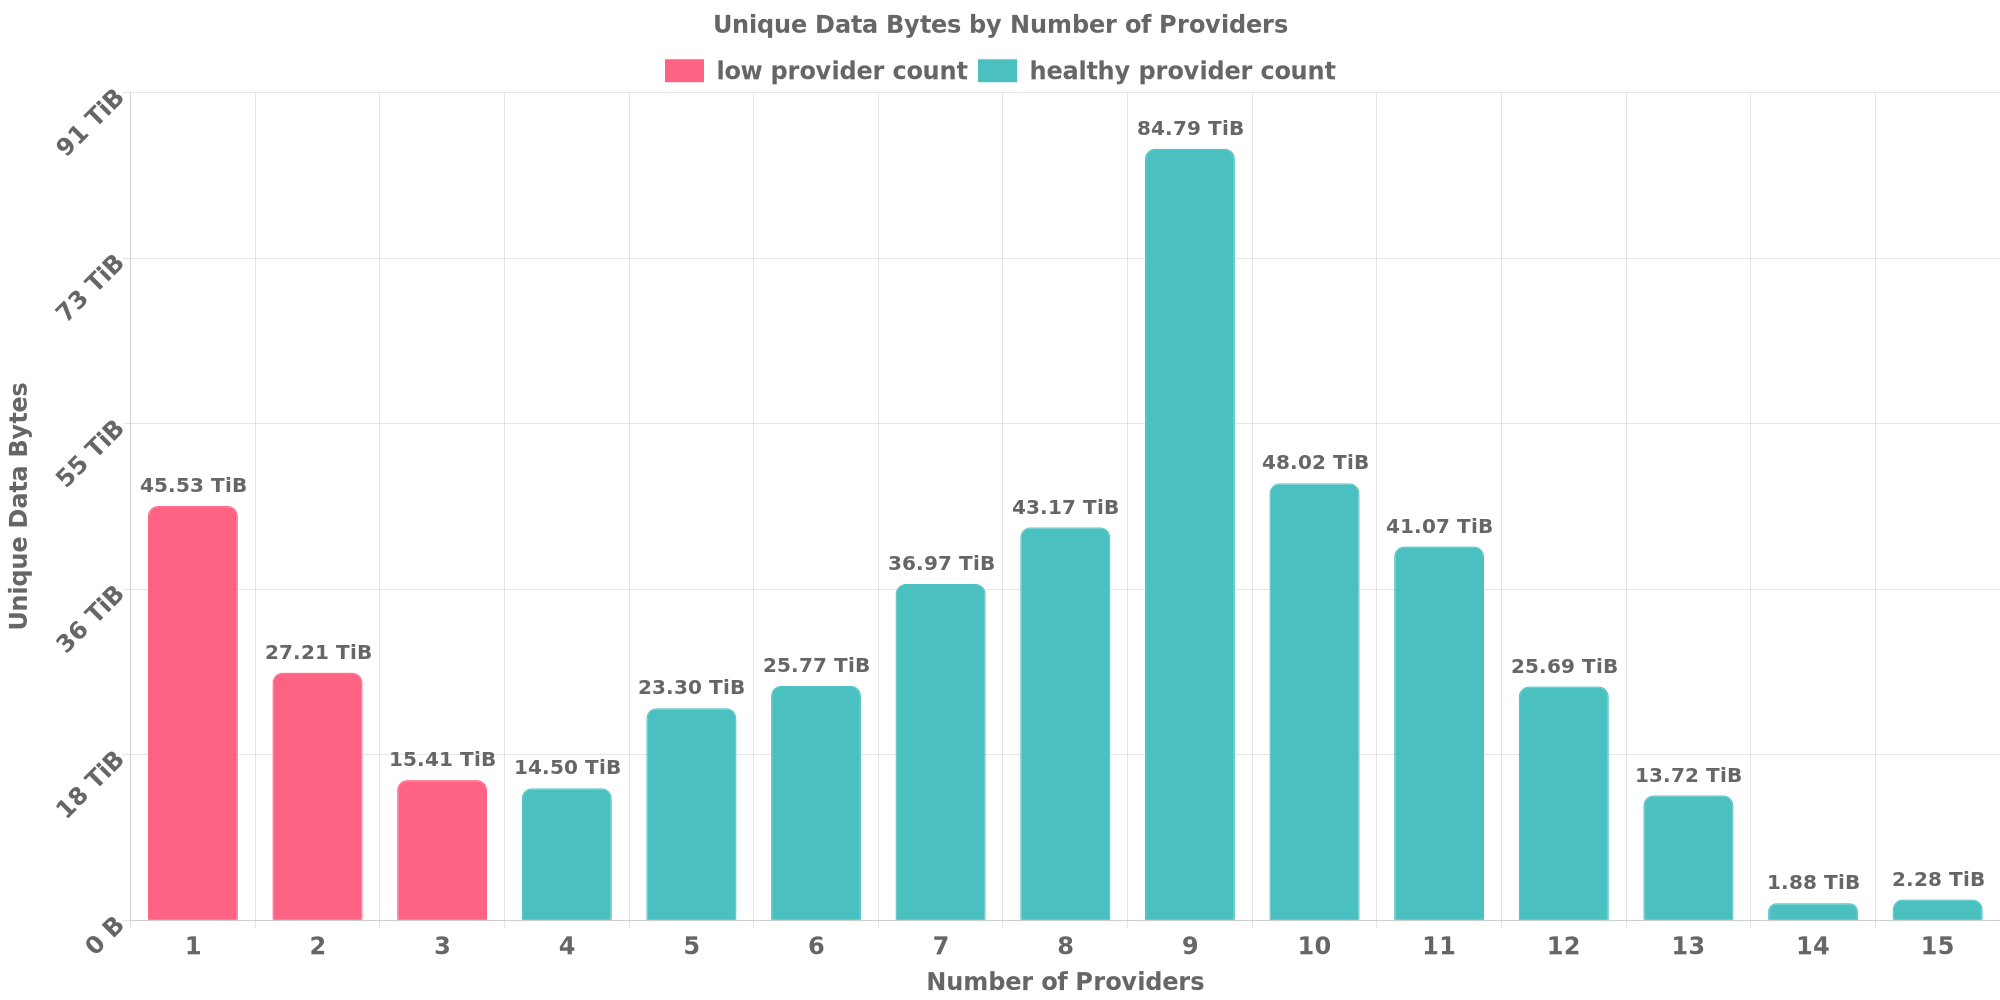 Unique Data Bytes by Number of Providers
low provider count healthy provider count
91 TiB
73 TiB
55 TiB
36 TiB
18 TiB
0 B
Unique Data Bytes
45.53 TiB
27.21 TiB
15.41 TiB
14.50 TiB
23.30 TiB
25.77 TiB
36.97 TiB
43.17 TiB
84.79 TiB
48.02 TiB
41.07 TiB
25.69 TiB
13.72 TiB
1.88 TiB
2.28 TiB
1 2 3 4 5 6 7 8 9 10 11 12 13 14 15
Number of Providers